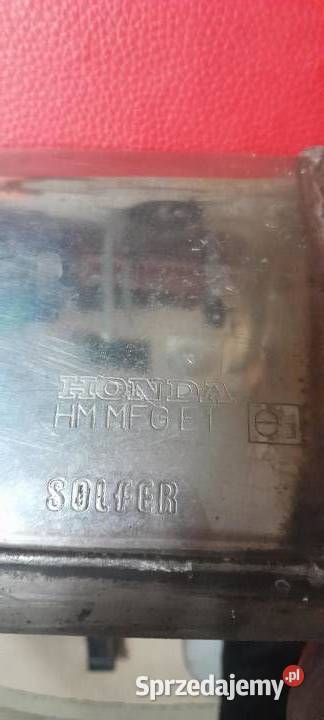 HONDA
HM MFG E1
SOLFER
Sprzedajemy.pl